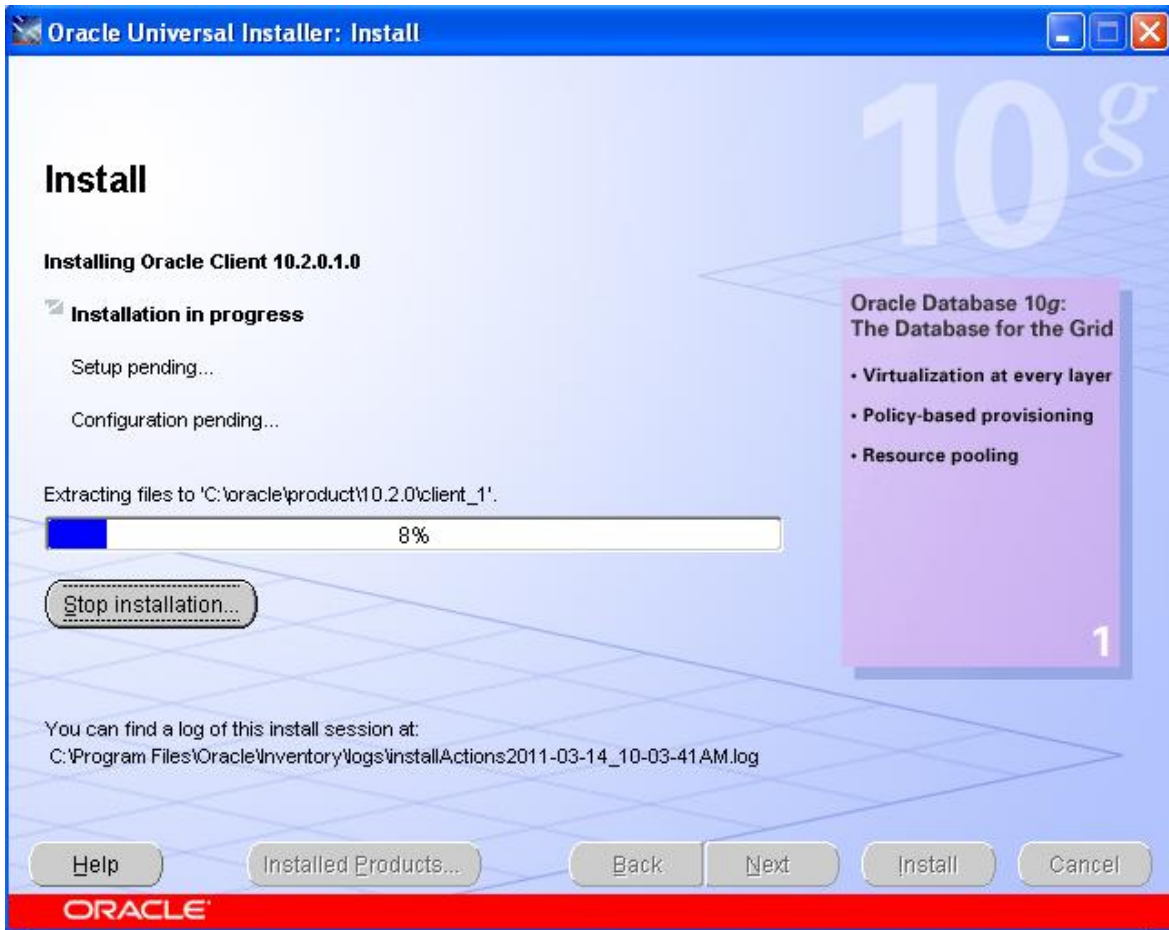 Oracle Universal Installer: Install
10g
Install
Installing Oracle Client 10.2.0.1.0
Installation in progress
Setup pending...
Configuration pending...
Extracting files to 'C:\oracle\product\10.2.0\client_1'.
8%
Stop installation...
Oracle Database 10g:
The Database for the Grid
• Virtualization at every layer
• Policy-based provisioning
• Resource pooling
1
You can find a log of this install session at:
C:\Program Files\Oracle\Inventory\logs\installActions2011-03-14_10-03-41AM.log
Help
Installed Products...
Back
Next
Install
Cancel
ORACLE